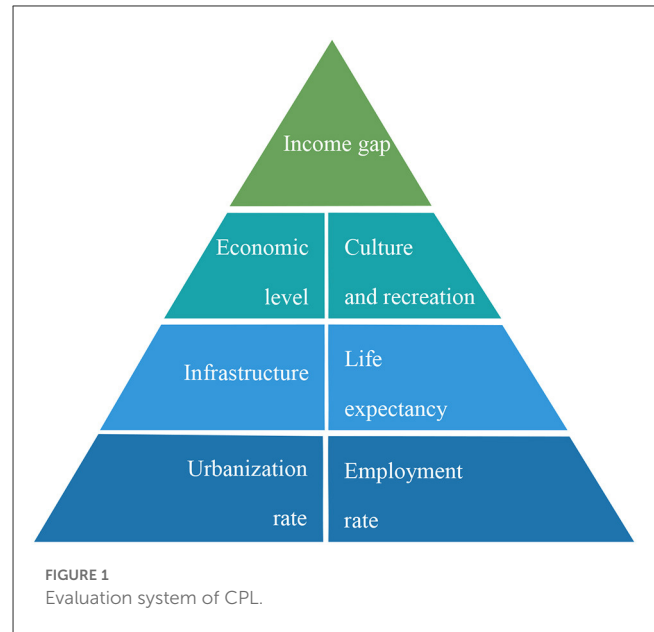 Income gap
Economic
level
Culture
and recreation
Infrastructure
Life
expectancy
Urbanization
rate
Employment
rate
FIGURE 1
Evaluation system of CPL.